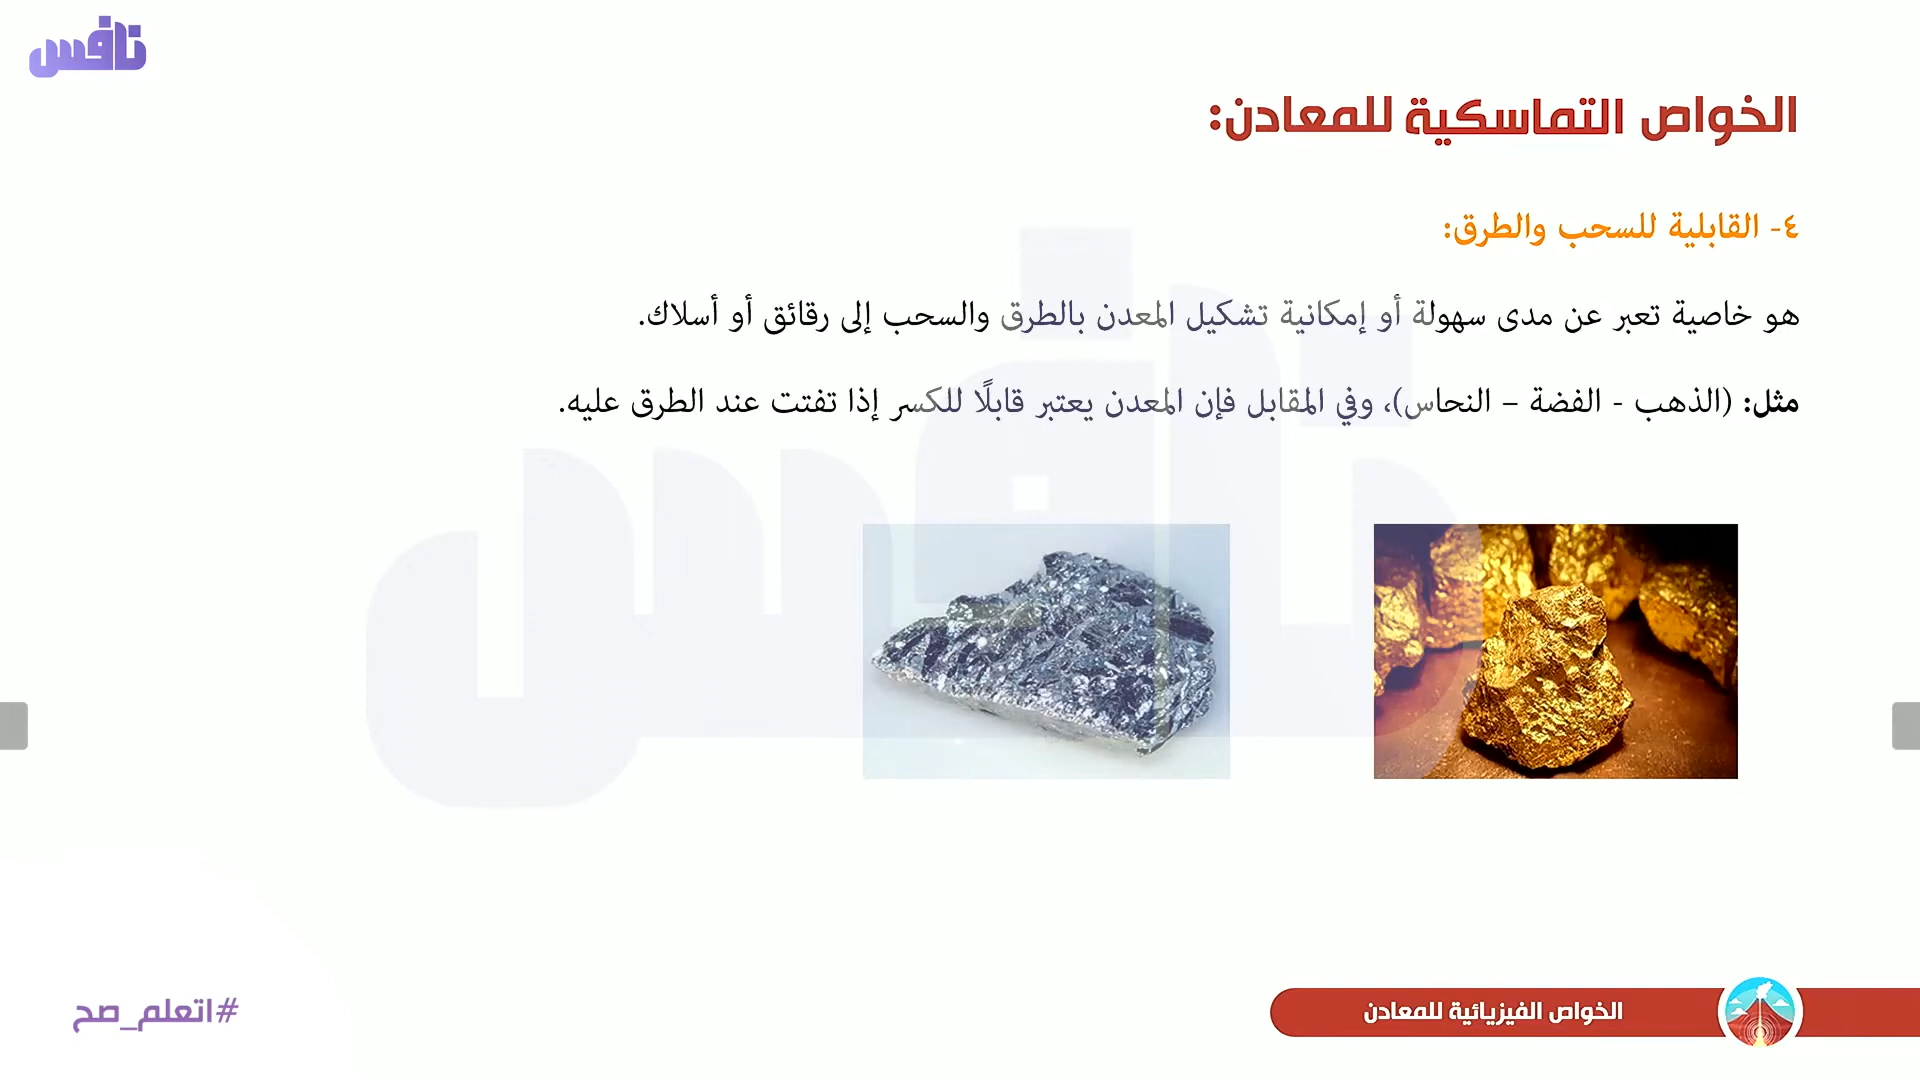 نافس
الخواص التماسكية للمعادن:
٤- القابلية للسحب والطرق:
هو خاصية تعبر عن مدى سهولة أو إمكانية تشكيل المعدن بالطرق والسحب إلى رقائق أو أسلاك.
مثل: (الذهب - الفضة – النحاس)، وفي المقابل فإن المعدن يعتبر قابلًا للكسر إذا تفتت عند الطرق عليه.
نافس
#اتعلم_صح
الخواص الفيزيائية للمعادن